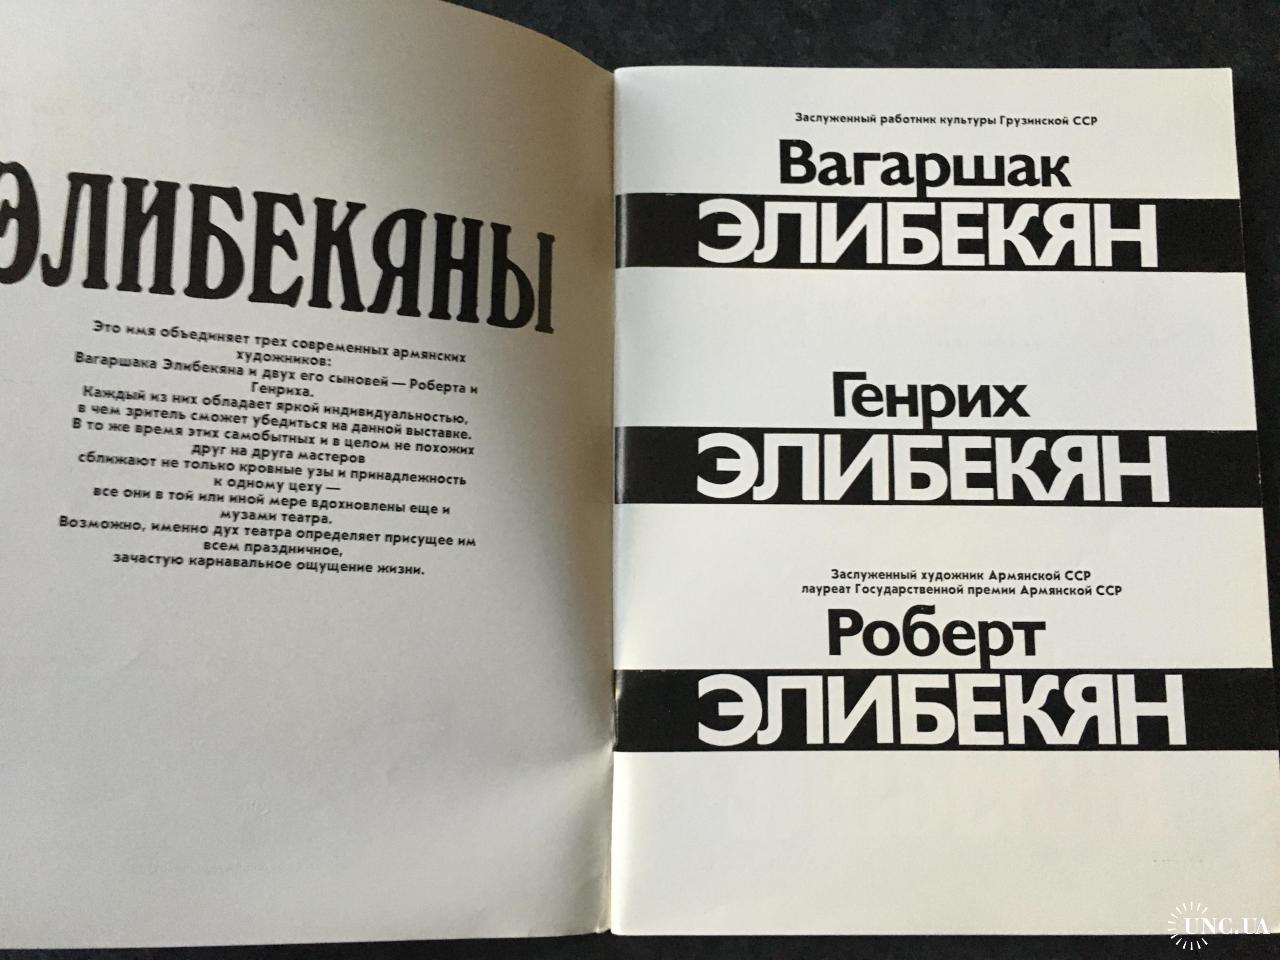 ЭЛИБЕКЯНЫ
Это имя объединяет трех современных армянских
художников:
Вагаршака Элибекяна и двух его сыновей — Роберта и
Генриха.
Каждый из них обладает яркой индивидуальностью,
в чем зритель сможет убедиться на данной выставке.
В то же время этих самобытных и в целом не похожих
друг на друга мастеров
сближают не только кровные узы и принадлежность
к одному цеху —
все они в той или иной мере вдохновлены еще и
музами театра.
Возможно, именно дух театра определяет присущее им
всем праздничное,
зачастую карнавальное ощущение жизни.
Заслуженный работник культуры Грузинской ССР
Вагаршак
ЭЛИБЕКЯН
Генрих
ЭЛИБЕКЯН
Заслуженный художник Армянской ССР
лауреат Государственной премии Армянской ССР
Роберт
ЭЛИБЕКЯН
UNC.UA